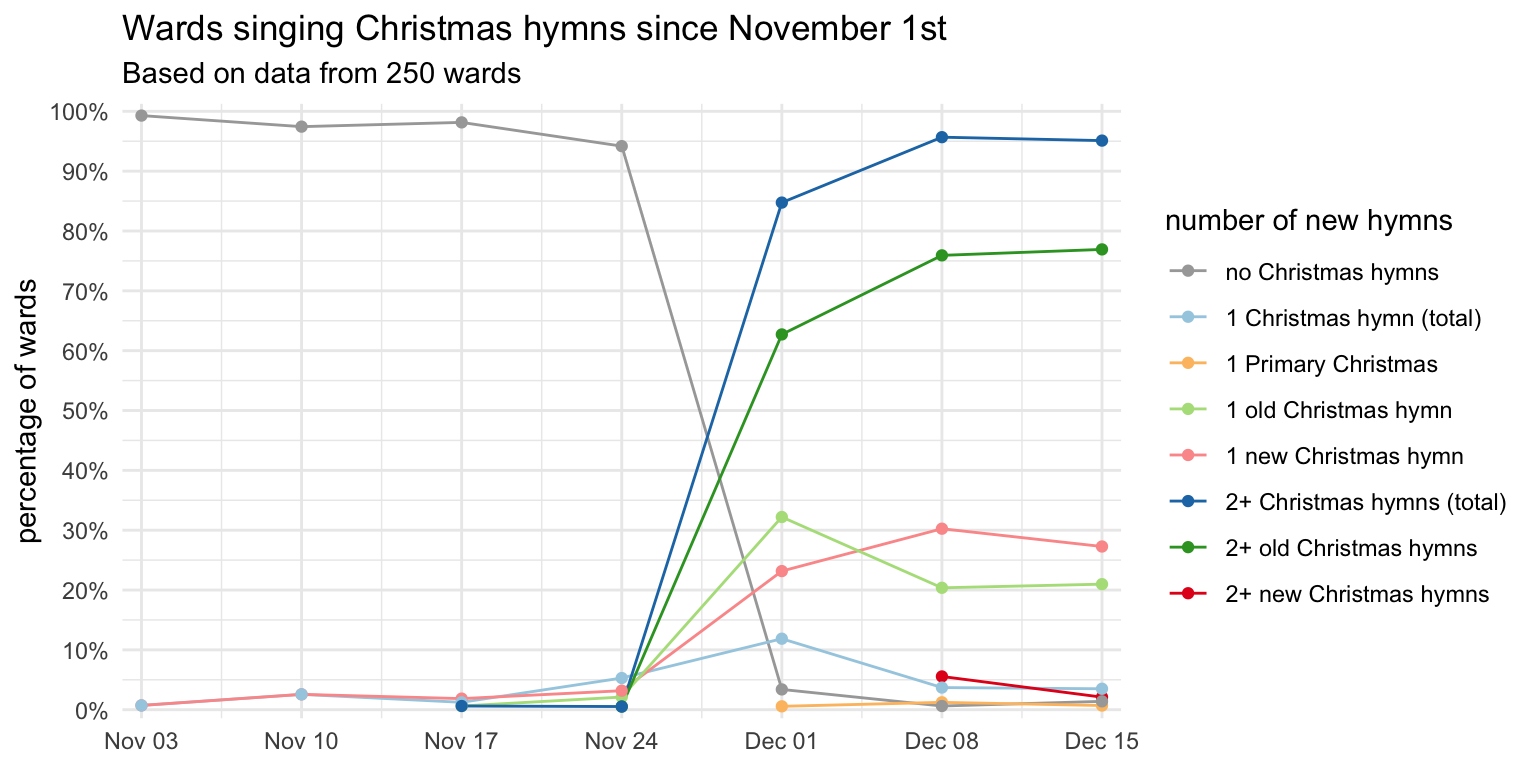 Wards singing Christmas hymns since November 1st
Based on data from 250 wards
percentage of wards
100%
90%
80%
70%
60%
50%
40%
30%
20%
10%
0%
Nov 03
Nov 10
Nov 17
Nov 24
Dec 01
Dec 08
Dec 15
number of new hymns
no Christmas hymns
1 Christmas hymn (total)
1 Primary Christmas
1 old Christmas hymn
1 new Christmas hymn
2+ Christmas hymns (total)
2+ old Christmas hymns
2+ new Christmas hymns